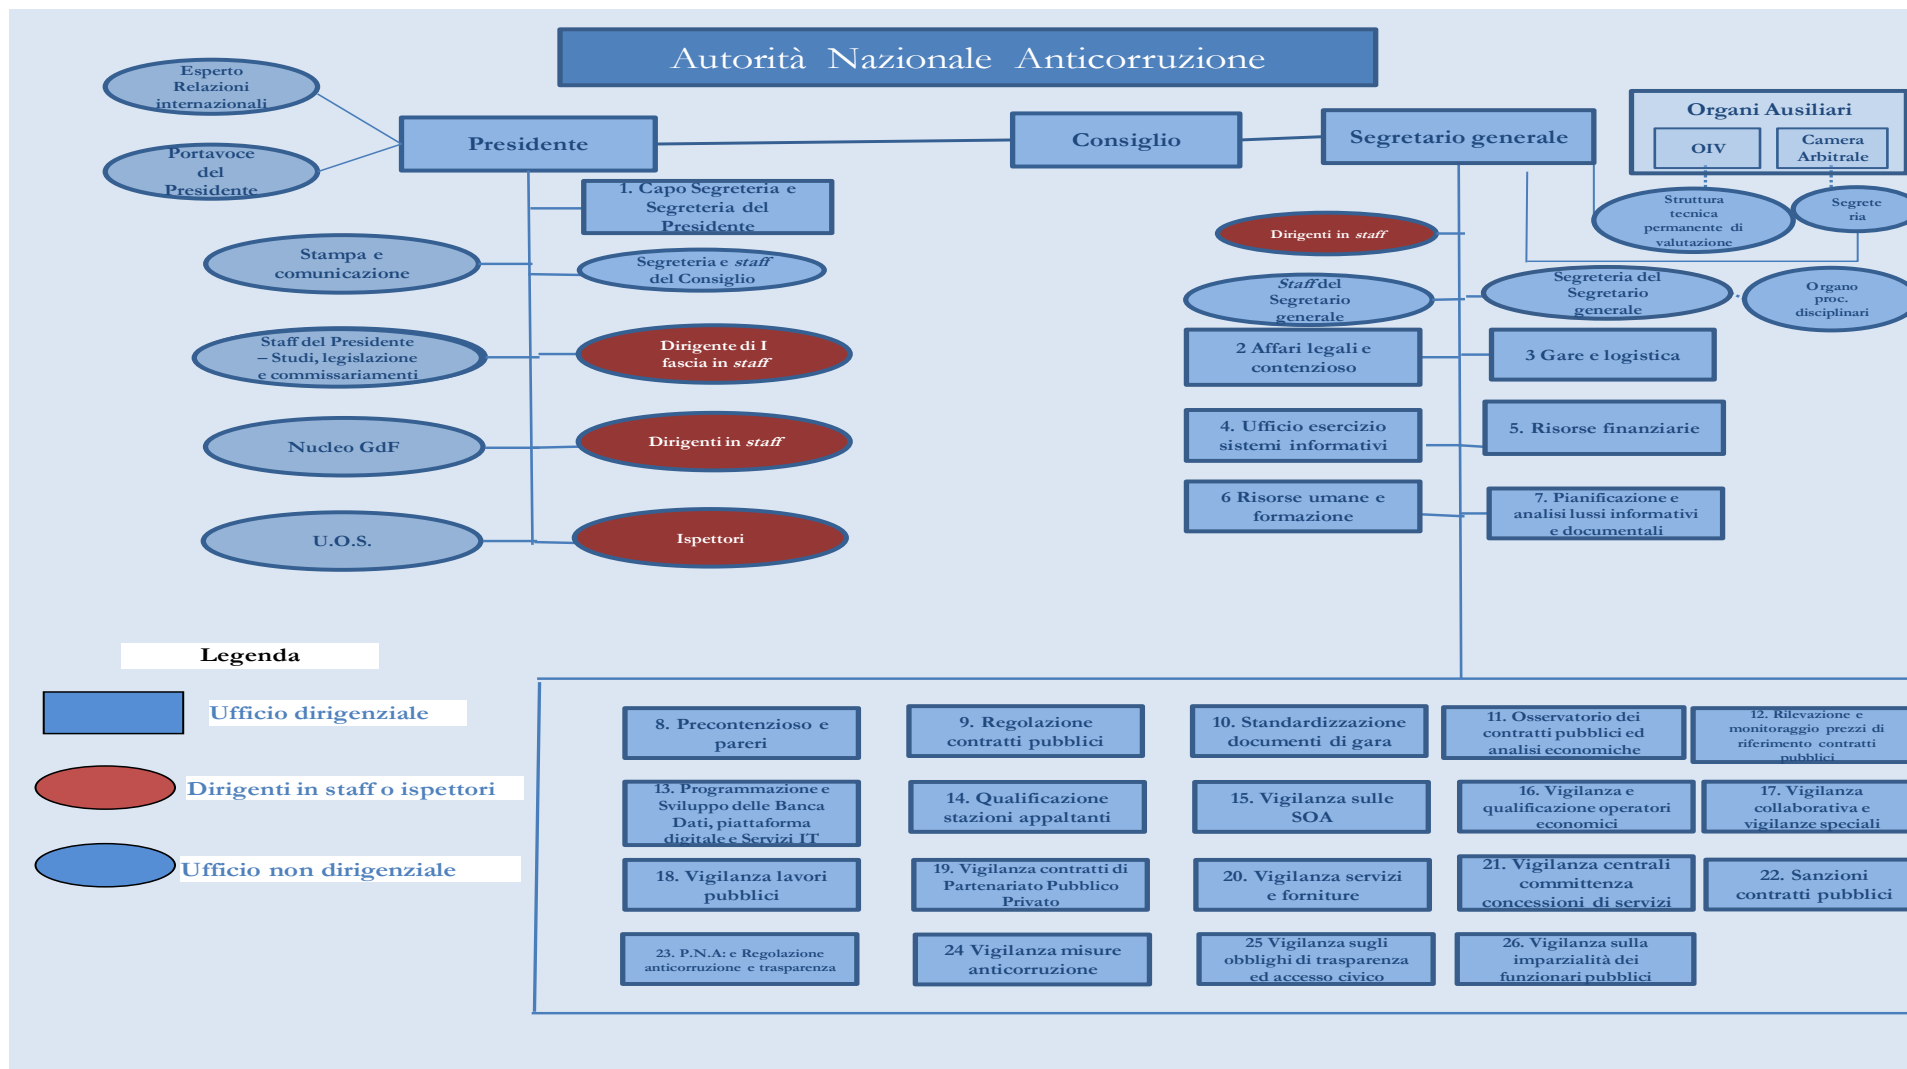 Autorità Nazionale Anticorruzione
Esperto
Relazioni
internazionali
Portavoce
del
Presidente
Presidente
Consiglio
Segretario generale
Organi Ausiliari
OIV
Camera
Arbitrale
Struttura
tecnica
permanente di
valutazione
Segrete
ria
1. Capo Segreteria e
Segreteria del
Presidente
Stampa e
comunicazione
Segreteria e staff
del Consiglio
Staff del Presidente
– Studi, legislazione
e commissariamenti
Dirigente di I
fascia in staff
Nucleo GdF
Dirigenti in staff
U.O.S.
Ispettori
Dirigenti in staff
Staff del
Segretario
generale
Segreteria del
Segretario
generale
Organo
proc.
disciplinari
2 Affari legali e
contenzioso
3 Gare e logistica
4. Ufficio esercizio
sistemi informativi
5. Risorse finanziarie
6 Risorse umane e
formazione
7. Pianificazione e
analisi lussi informativi
e documentali
Legenda
Ufficio dirigenziale
Dirigenti in staff o ispettori
Ufficio non dirigenziale
8. Precontenzioso e
pareri
9. Regolazione
contratti pubblici
10. Standardizzazione
documenti di gara
11. Osservatorio dei
contratti pubblici ed
analisi economiche
12. Rilevazione e
monitoraggio prezzi di
riferimento contratti
pubblici
13. Programmazione e
Sviluppo delle Banca
Dati, piattaforma
digitale e Servizi IT
14. Qualificazione
stazioni appaltanti
15. Vigilanza sulle
SOA
16. Vigilanza e
qualificazione operatori
economici
17. Vigilanza
collaborativa e
vigilanze speciali
18. Vigilanza lavori
pubblici
19. Vigilanza contratti di
Partenariato Pubblico
Privato
20. Vigilanza servizi
e forniture
21. Vigilanza centrali
committenza
concessioni di servizi
22. Sanzioni
contratti pubblici
23. P.N.A: e Regolazione
anticorruzione e trasparenza
24 Vigilanza misure
anticorruzione
25 Vigilanza sugli
obblighi di trasparenza
ed accesso civico
26. Vigilanza sulla
imparzialità dei
funzionari pubblici